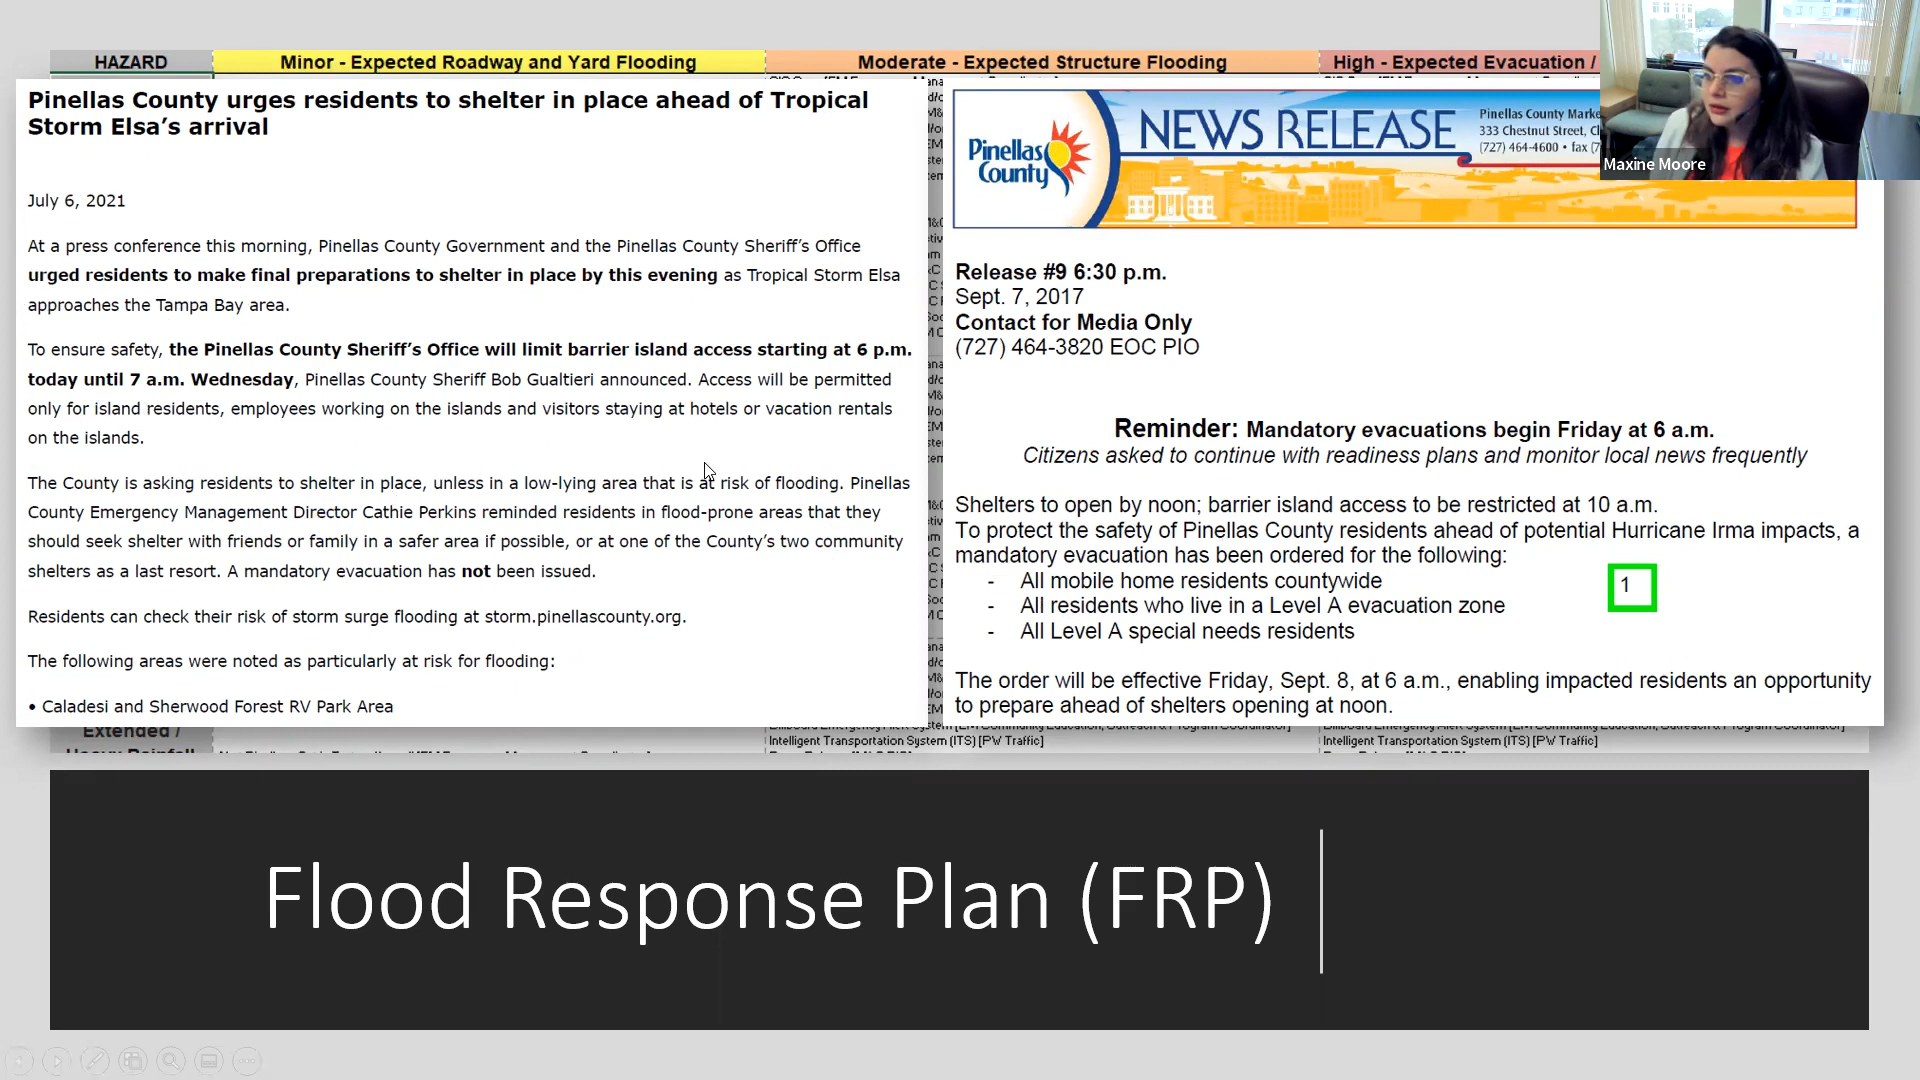 HAZARD
Minor - Expected Roadway and Yard Flooding
Moderate - Expected Structure Flooding
High - Expected Evacuation /
Pinellas County urges residents to shelter in place ahead of Tropical
Storm Elsa’s arrival
July 6, 2021
At a press conference this morning, Pinellas County Government and the Pinellas County Sheriff’s Office
urged residents to make final preparations to shelter in place by this evening as Tropical Storm Elsa
approaches the Tampa Bay area.
To ensure safety, the Pinellas County Sheriff’s Office will limit barrier island access starting at 6 p.m.
today until 7 a.m. Wednesday, Pinellas County Sheriff Bob Gualtieri announced. Access will be permitted
only for island residents, employees working on the islands and visitors staying at hotels or vacation rentals
on the islands.
The County is asking residents to shelter in place, unless in a low-lying area that is at risk of flooding. Pinellas
County Emergency Management Director Cathie Perkins reminded residents in flood-prone areas that they
should seek shelter with friends or family in a safer area if possible, or at one of the County’s two community
shelters as a last resort. A mandatory evacuation has not been issued.
Residents can check their risk of storm surge flooding at storm.pinellascounty.org.
The following areas were noted as particularly at risk for flooding:
• Caladesi and Sherwood Forest RV Park Area
Pinellas
County
NEWS RELEASE
Pinellas County Marke
333 Chestnut Street, Cl
(727) 464-4600 • fax (7
Maxine Moore
Release #9 6:30 p.m.
Sept. 7, 2017
Contact for Media Only
(727) 464-3820 EOC PIO
Reminder: Mandatory evacuations begin Friday at 6 a.m.
Citizens asked to continue with readiness plans and monitor local news frequently
Shelters to open by noon; barrier island access to be restricted at 10 a.m.
To protect the safety of Pinellas County residents ahead of potential Hurricane Irma impacts, a
mandatory evacuation has been ordered for the following:
- All mobile home residents countywide
- All residents who live in a Level A evacuation zone
- All Level A special needs residents
1
The order will be effective Friday, Sept. 8, at 6 a.m., enabling impacted residents an opportunity
to prepare ahead of shelters opening at noon.
Extended /
Intelligent Transportation System (ITS) [PW Traffic]
Intelligent Transportation System (ITS) [PW Traffic]
Flood Response Plan (FRP)